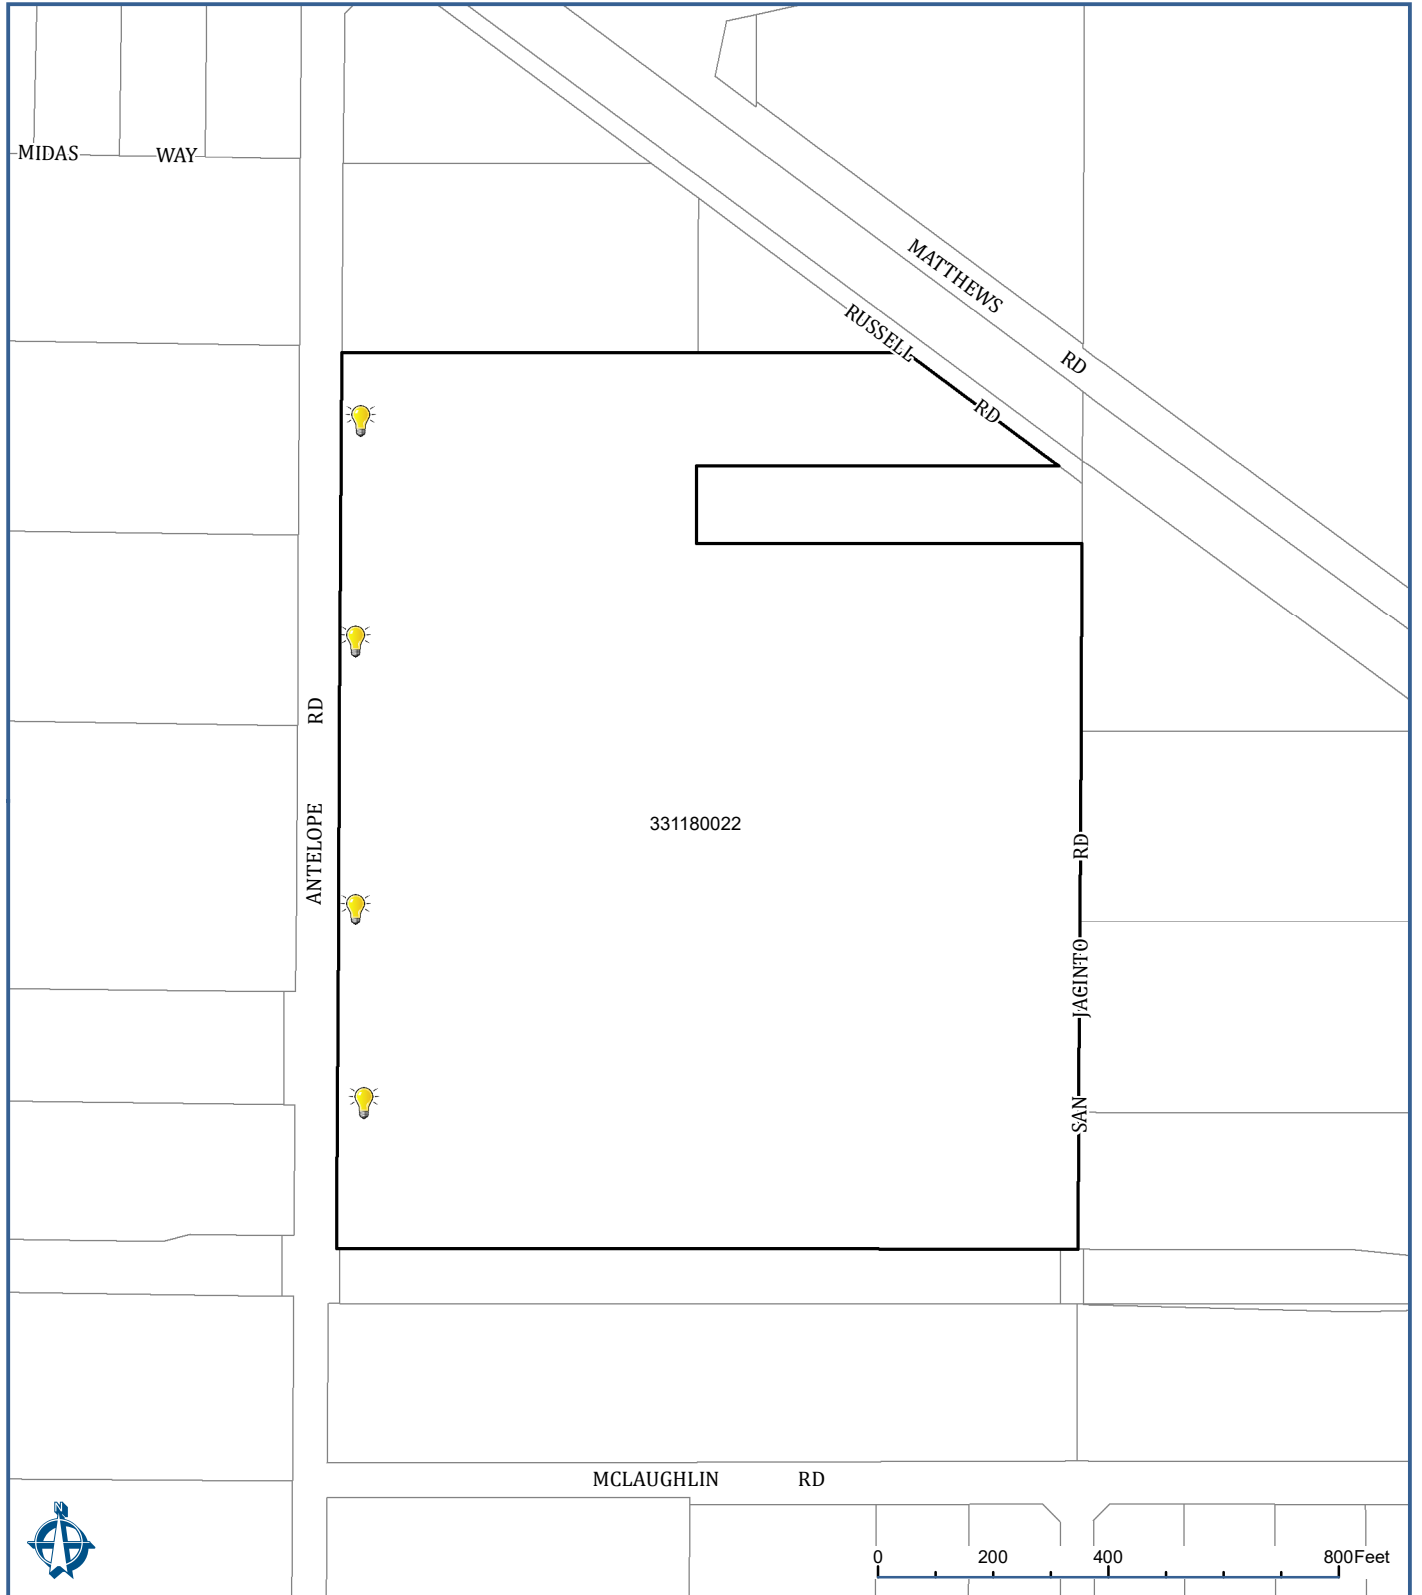 MIDAS WAY
MATTHEWS RD
RUSSELL RD
ANTELOPE RD
331180022
SAN JACINTO RD
MCLAUGHLIN RD
N
0 200 400 800Feet